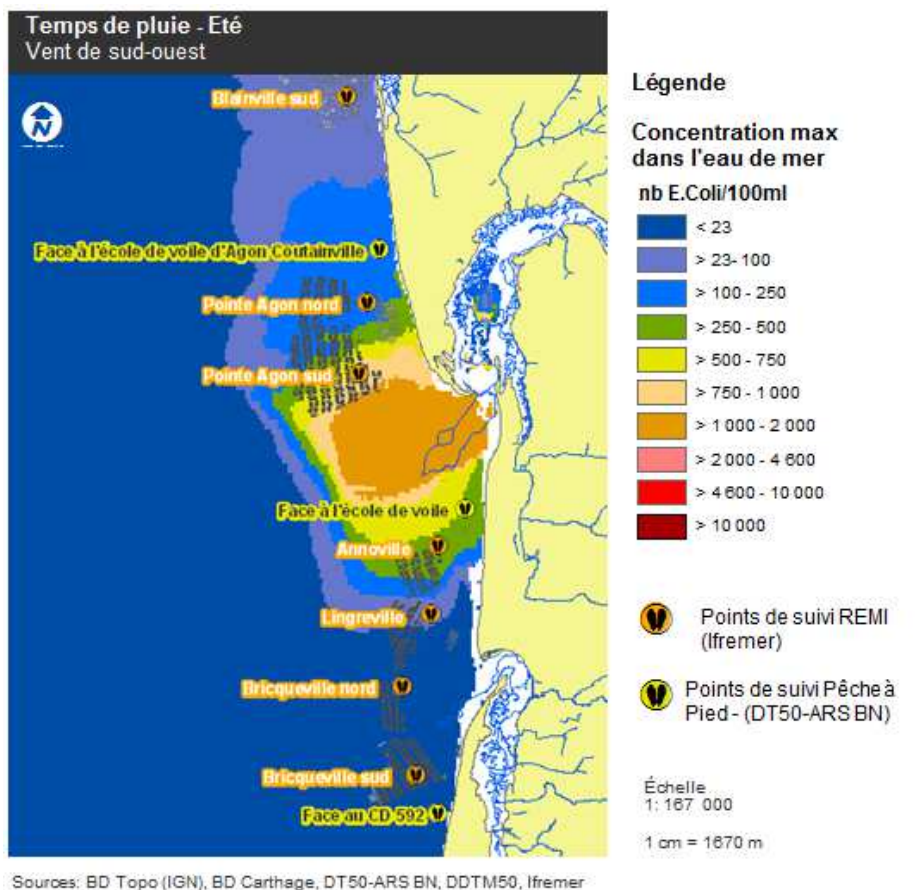 Temps de pluie - Eté
Vent de sud-ouest
N
Blainville sud
Face à l'école de voile d'Agon Coutainville
Pointe Agon nord
Pointe Agon sud
Face à l'école de voile
Annoville
Lingreville
Bricqueville nord
Bricqueville sud
Face au CD 592
Légende
Concentration max
dans l'eau de mer
nb E.Coli/100ml
< 23
> 23- 100
> 100 - 250
> 250 - 500
> 500 - 750
> 750 - 1 000
> 1 000 - 2 000
> 2 000 - 4 600
> 4 600 - 10 000
> 10 000
Points de suivi REMI
(Ifremer)
Points de suivi Pêche à
Pied - (DT50-ARS BN)
Échelle
1: 167 000
1 cm = 1670 m
Sources: BD Topo (IGN), BD Carthage, DT50-ARS BN, DDTM50, Ifremer